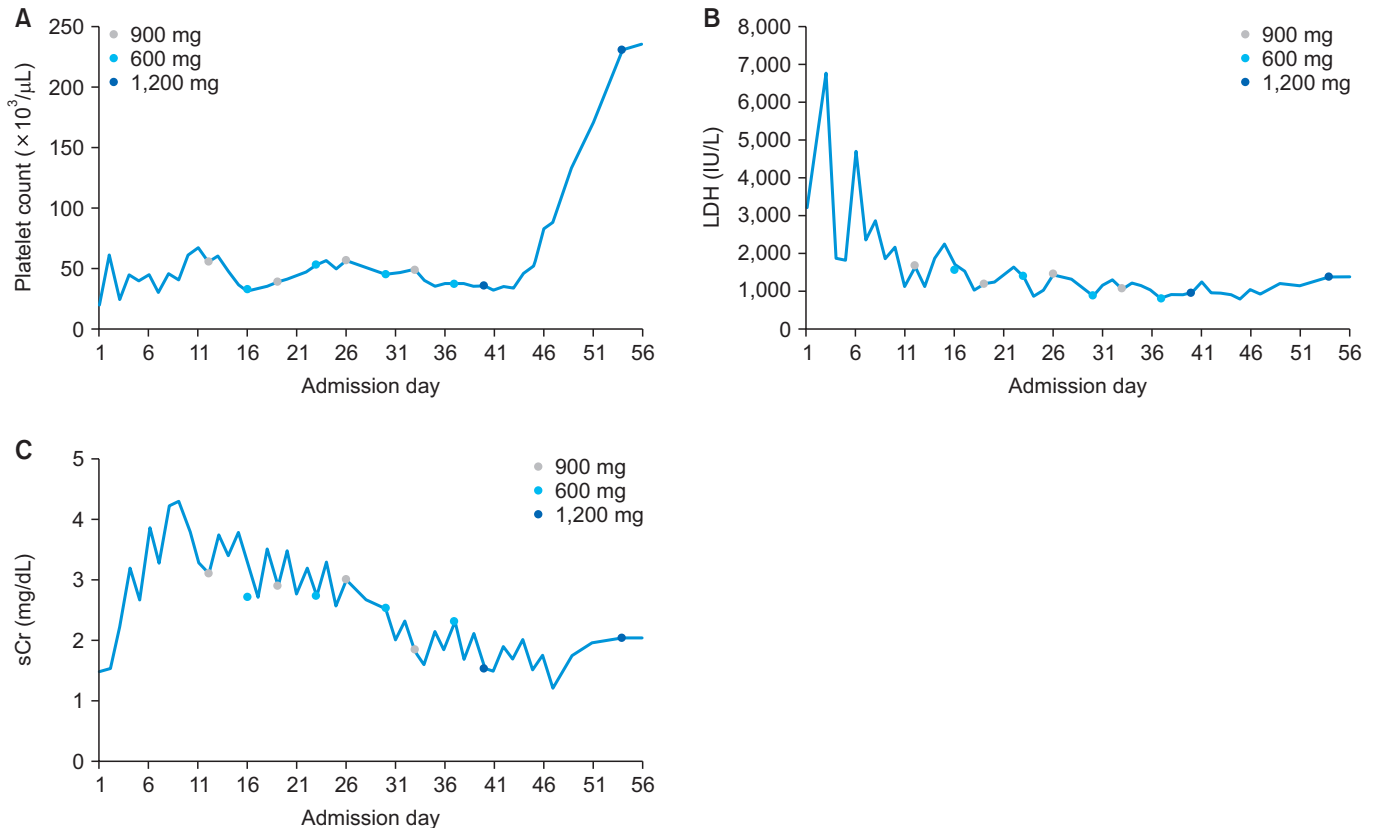 A
Platelet count (×10³/μL)
250
200
150
100
50
0
900 mg
600 mg
1,200 mg
1 6 11 16 21 26 31 36 41 46 51 56
Admission day
B
LDH (IU/L)
8,000
7,000
6,000
5,000
4,000
3,000
2,000
1,000
0
900 mg
600 mg
1,200 mg
1 6 11 16 21 26 31 36 41 46 51 56
Admission day
C
sCr (mg/dL)
5
4
3
2
1
0
900 mg
600 mg
1,200 mg
1 6 11 16 21 26 31 36 41 46 51 56
Admission day